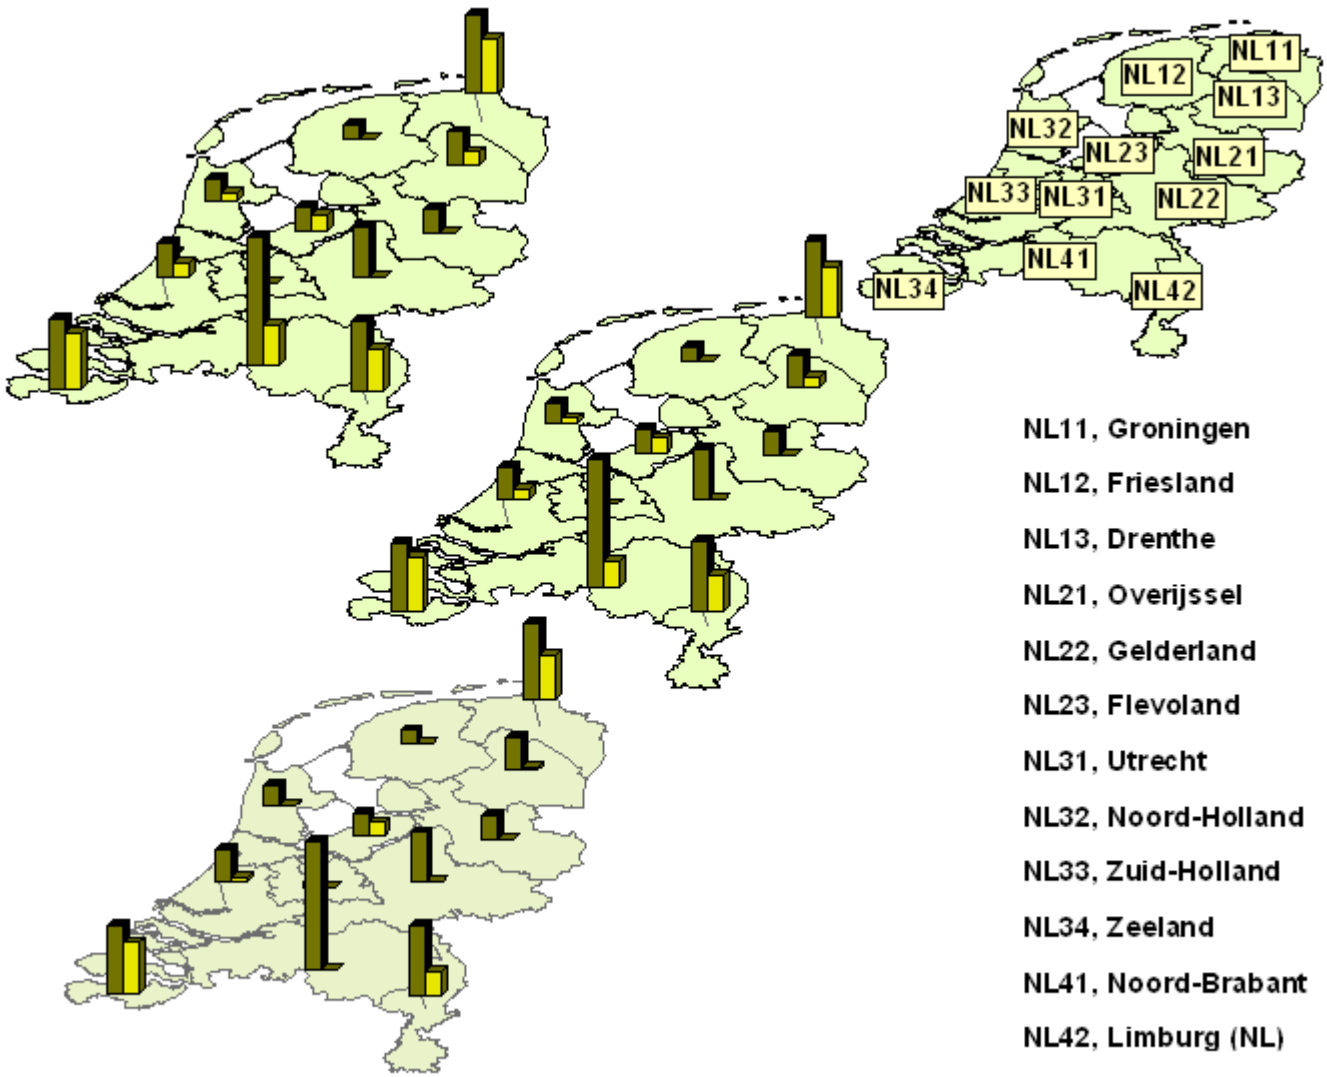 NL11
NL12
NL13
NL32
NL23
NL21
NL33
NL31
NL22
NL41
NL34
NL42
NL11, Groningen
NL12, Friesland
NL13, Drenthe
NL21, Overijssel
NL22, Gelderland
NL23, Flevoland
NL31, Utrecht
NL32, Noord-Holland
NL33, Zuid-Holland
NL34, Zeeland
NL41, Noord-Brabant
NL42, Limburg (NL)